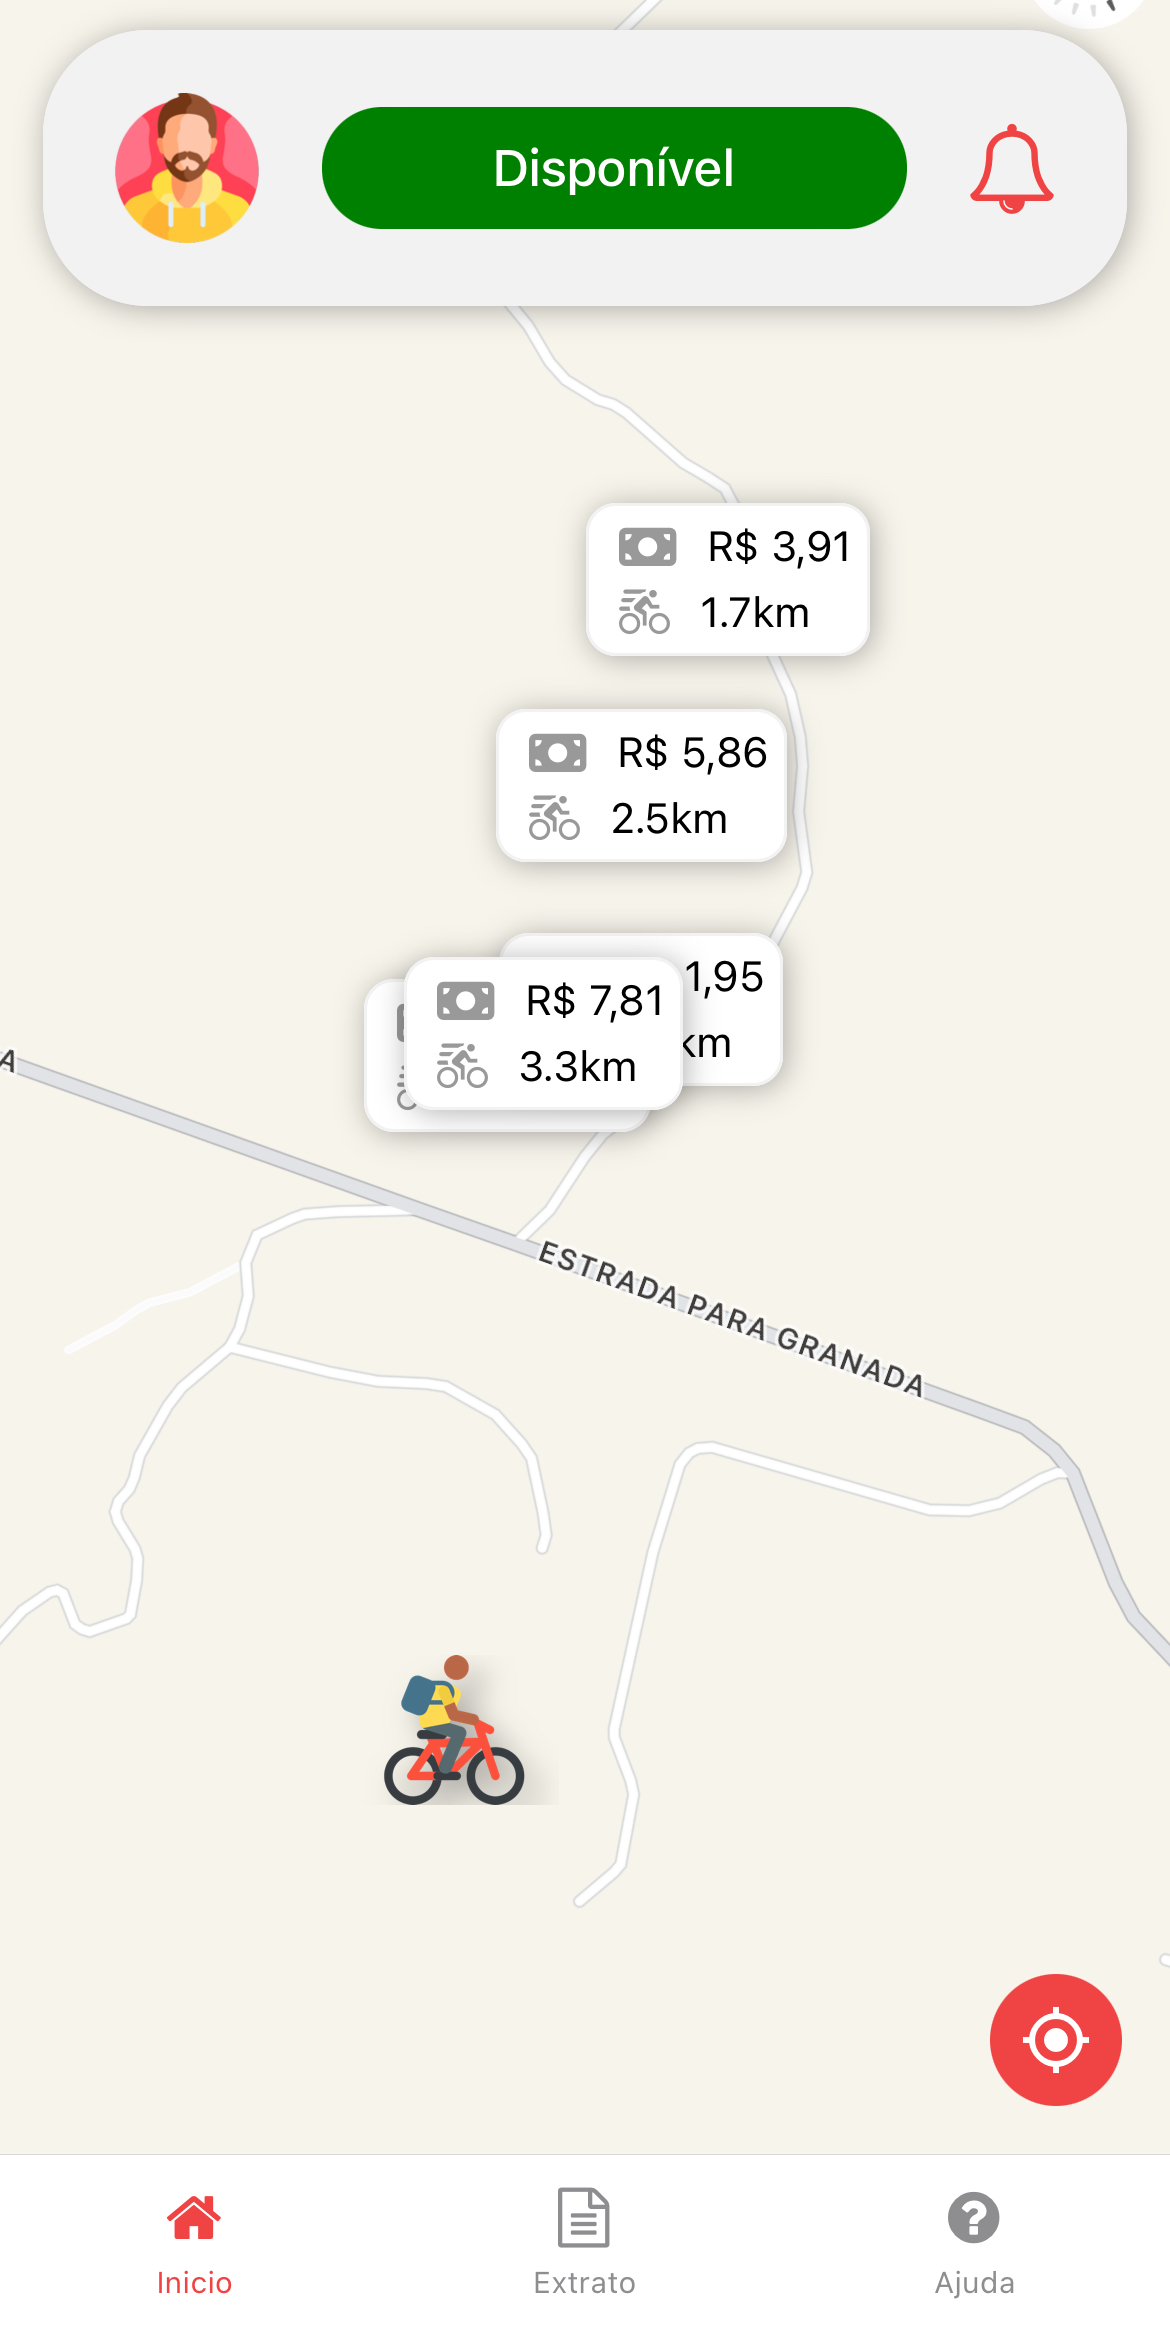 Disponível
R$ 3,91
1.7km
R$ 5,86
2.5km
1,95
km
R$ 7,81
3.3km
A
ESTRADA PARA GRANADA
Inicio
Extrato
Ajuda